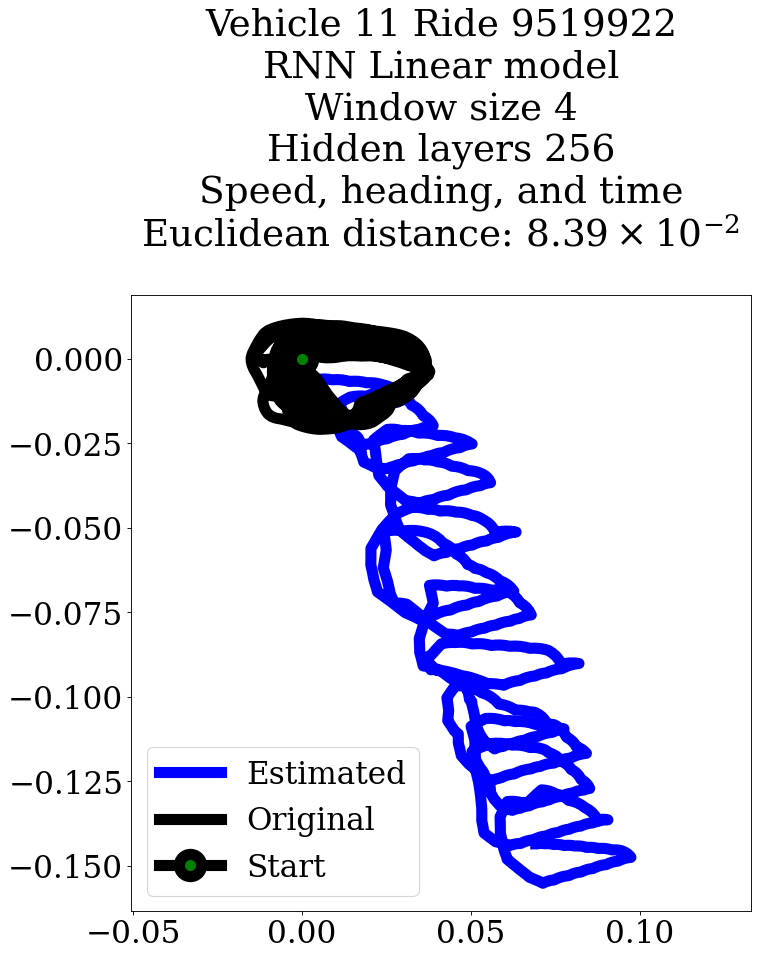 Vehicle 11 Ride 9519922
RNN Linear model
Window size 4
Hidden layers 256
Speed, heading, and time
Euclidean distance: 8.39 × 10⁻²
0.000
−0.025
−0.050
−0.075
−0.100
−0.125
−0.150
Estimated
Original
Start
−0.05
0.00
0.05
0.10